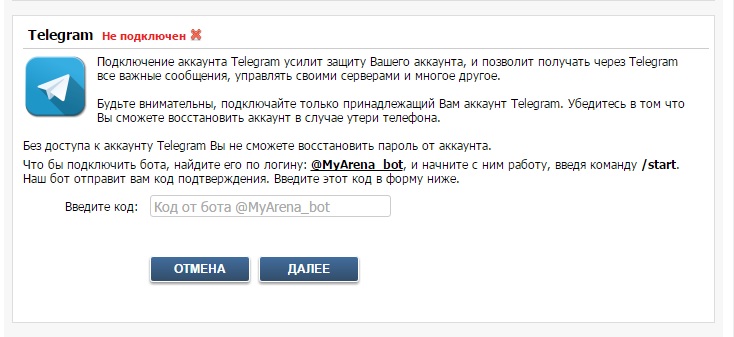 Telegram Не подключен
Подключение аккаунта Telegram усилит защиту Вашего аккаунта, и позволит получать через Telegram
все важные сообщения, управлять своими серверами и многое другое.
Будьте внимательны, подключайте только принадлежащий Вам аккаунт Telegram. Убедитесь в том что
Вы сможете восстановить аккаунт в случае утери телефона.
Без доступа к аккаунту Telegram Вы не сможете восстановить пароль от аккаунта.
Что бы подключить бота, найдите его по логину: @MyArena_bot, и начните с ним работу, введя команду /start.
Наш бот отправит вам код подтверждения. Введите этот код в форму ниже.
Введите код: Код от бота @MyArena_bot
ОТМЕНА ДАЛЕЕ